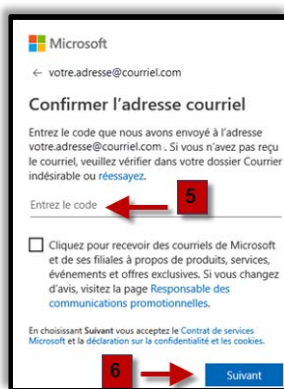 Microsoft
← votre.adresse@courriel.com
Confirmer l'adresse courriel
Entrez le code que nous avons envoyé à l'adresse
votre.adresse@courriel.com . Si vous n'avez pas reçu
le courriel, veuillez vérifier dans votre dossier Courrier
indésirable ou réessayez.
Entrez le code
5
Cliquez pour recevoir des courriels de Microsoft
et de ses filiales à propos de produits, services,
événements et offres exclusives. Si vous changez
d'avis, visitez la page Responsable des
communications promotionnelles.
En choisissant Suivant vous acceptez le Contrat de services
Microsoft et la déclaration sur la confidentialité et les cookies.
6
Suivant